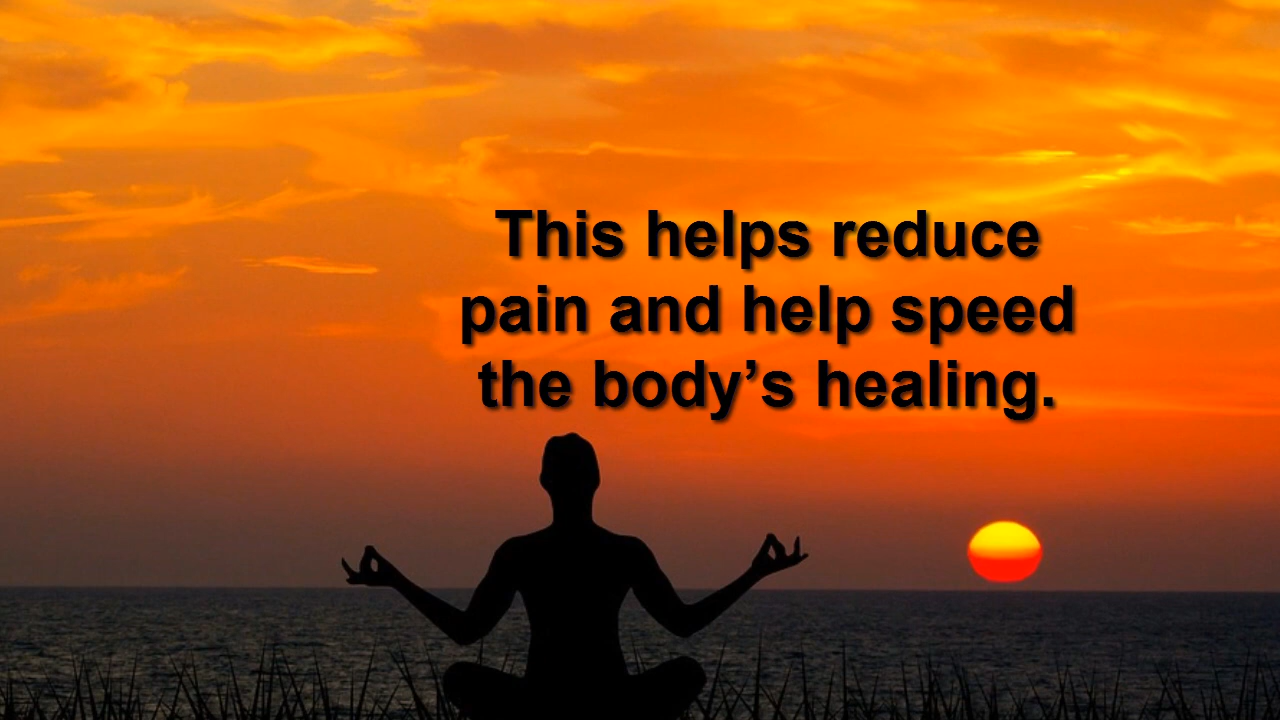 This helps reduce
pain and help speed
the body’s healing.